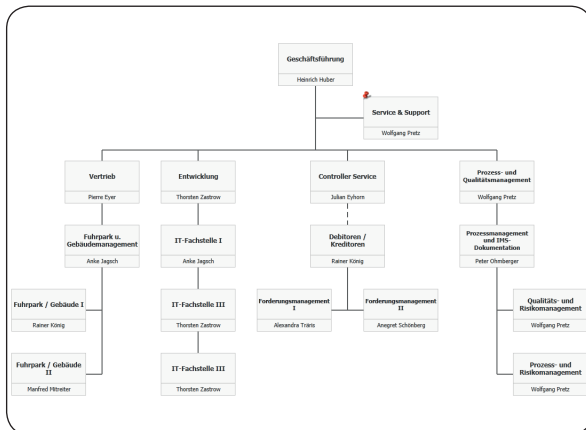 Geschäftsführung
Heinrich Huber
Service & Support
Wolfgang Pretz
Vertrieb
Pierre Eyer
Entwicklung
Thorsten Zastrow
Controller Service
Julian Eyhorn
Prozess- und
Qualitätsmanagement
Wolfgang Pretz
Fuhrpark u.
Gebäudemanagement
Anke Jagsch
IT-Fachstelle I
Anke Jagsch
Debitoren /
Kreditoren
Rainer König
Prozessmanagement
und IMS-
Dokumentation
Peter Ohmberger
Fuhrpark / Gebäude I
Rainer König
IT-Fachstelle III
Thorsten Zastrow
Forderungsmanagement
I
Alexandra Träris
Forderungsmanagement
II
Anegret Schönberg
Qualitäts- und
Risikomanagement
Wolfgang Pretz
Fuhrpark / Gebäude
II
Manfred Mitreiter
IT-Fachstelle III
Thorsten Zastrow
Prozess- und
Risikomanagement
Wolfgang Pretz